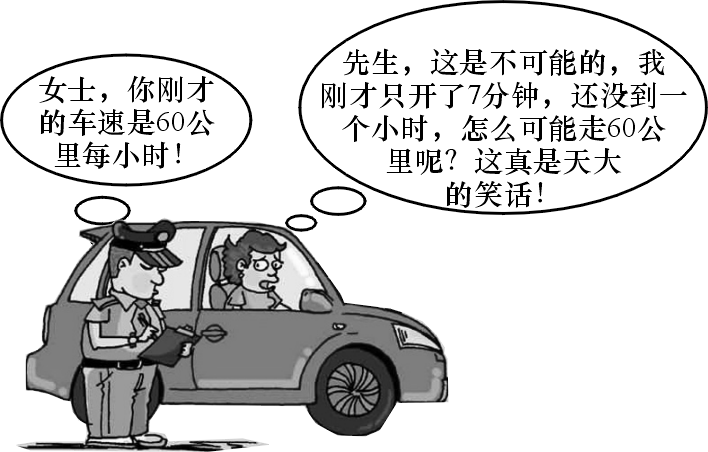 女士，你刚才
的车速是60公
里每小时！
先生，这是不可能的，我
刚才只开了7分钟，还没到一
个小时，怎么可能走60公
里呢？这真是天大
的笑话！